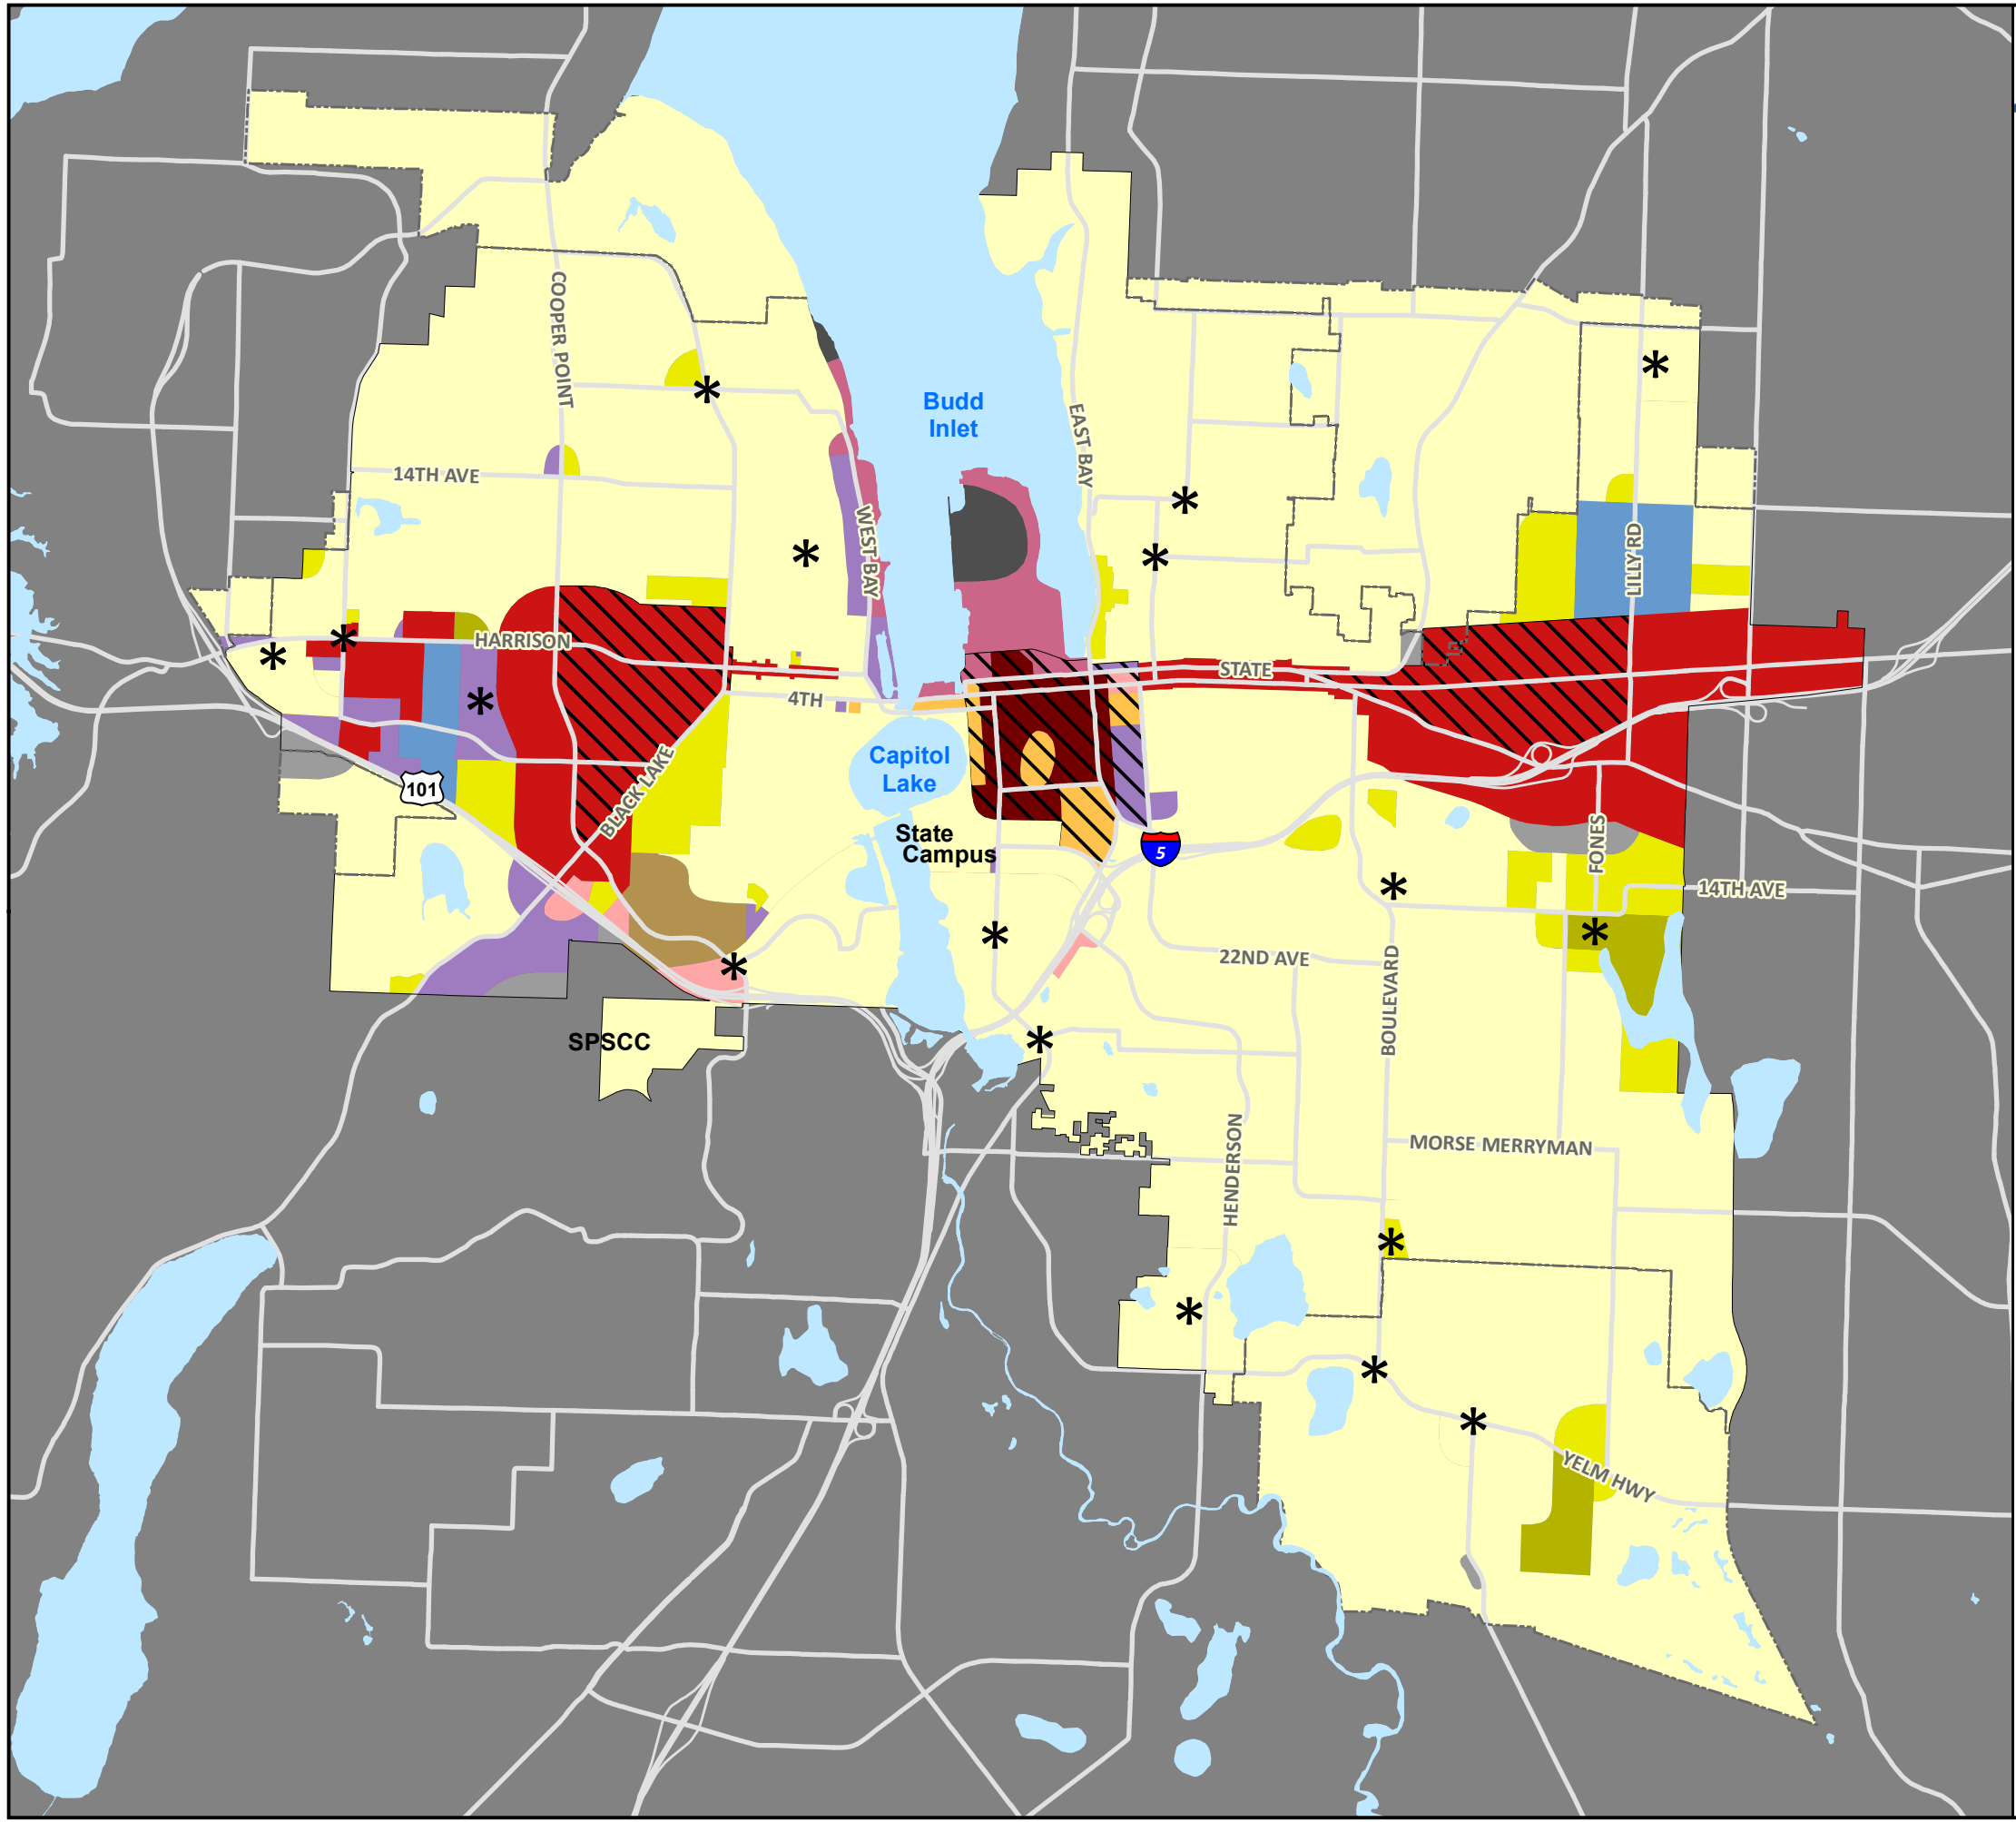 COOPER POINT
Budd
Inlet
EAST BAY
14TH AVE
WEST BAY
LILLY RD
HARRISON
STATE
4TH
Capitol
Lake
BLACK LAKE
101
State
Campus
5
FONES
14TH AVE
22ND AVE
BOULEVARD
SPSCC
HENDERSON
MORSE MERRYMAN
YELM HWY